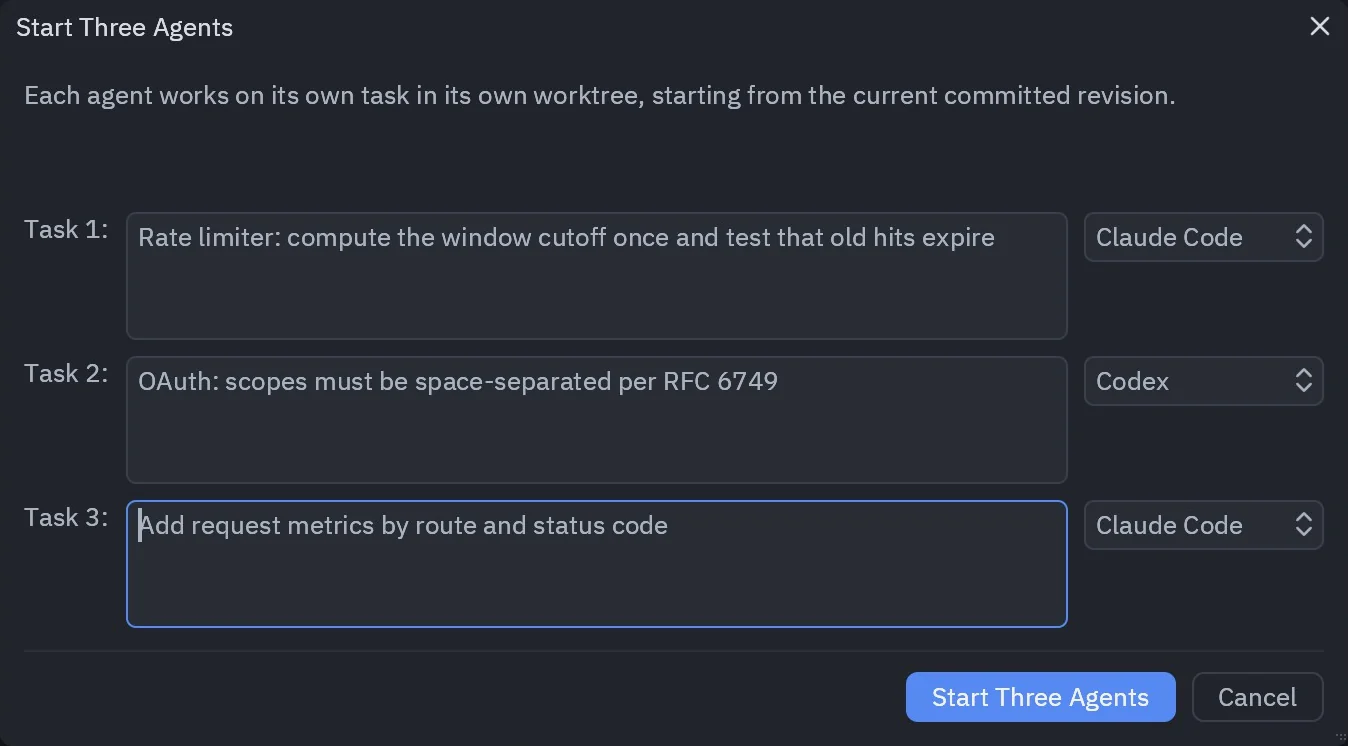 Start Three Agents
Each agent works on its own task in its own worktree, starting from the current committed revision.
Task 1:
Rate limiter: compute the window cutoff once and test that old hits expire
Claude Code
Task 2:
OAuth: scopes must be space-separated per RFC 6749
Codex
Task 3:
Add request metrics by route and status code
Claude Code
Start Three Agents
Cancel